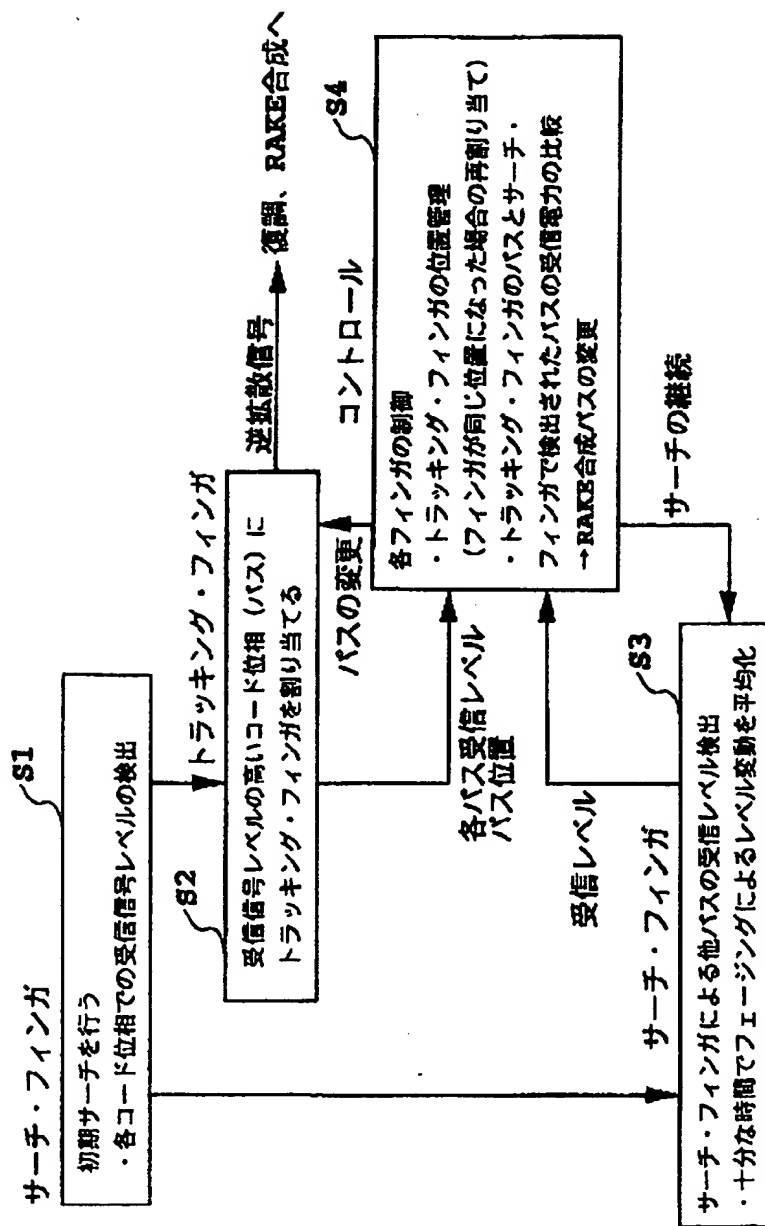 サーチ・フィンガ
S1
初期サーチを行う
・各コード位相での受信信号レベルの検出
S2
トラッキング・フィンガ
受信信号レベルの高いコード位相（パス）に
トラッキング・フィンガを割り当てる
逆拡散信号
復調、RAKE合成へ
パスの変更
コントロール
S4
各フィンガの制御
・トラッキング・フィンガの位置管理
（フィンガが同じ位置になった場合の再割り当て）
・トラッキング・フィンガのパスとサーチ・
フィンガで検出されたパスの受信電力の比較
→RAKE合成パスの変更
各パス受信レベル
パス位置
受信レベル
サーチの継続
サーチ・フィンガ
S3
サーチ・フィンガによる他パスの受信レベル検出
・十分な時間でフェージングによるレベル変動を平均化